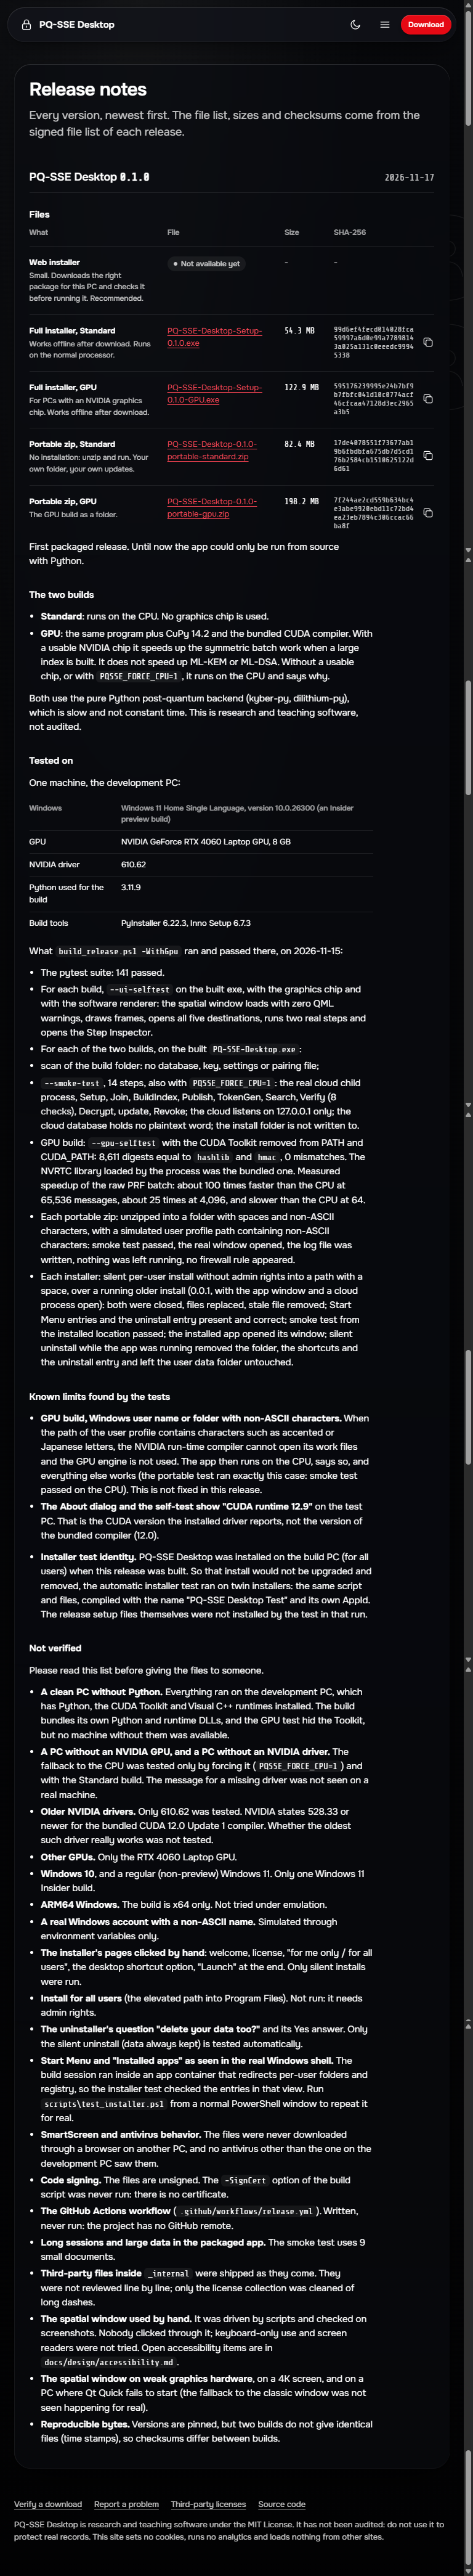 PQ-SSE Desktop
Download
Release notes
Every version, newest first. The file list, sizes and checksums come from the
signed file list of each release.
PQ-SSE Desktop 0.1.0
2026-11-17
Files
What File Size SHA-256
Web installer
Small. Downloads the right
package for this PC and checks it
before running it. Recommended.
Not available yet
-
-
Full installer, Standard
Works offline after download. Runs
on the normal processor.
PQ-SSE-Desktop-Setup-
0.1.0.exe
54.3 MB
Full installer, GPU
For PCs with an NVIDIA graphics
chip. Works offline after download.
PQ-SSE-Desktop-Setup-
0.1.0-GPU.exe
122.9 MB
Portable zip, Standard
No installation: unzip and run. Your
own folder, your own updates.
PQ-SSE-Desktop-0.1.0-
portable-standard.zip
82.4 MB
Portable zip, GPU
The GPU build as a folder.
PQ-SSE-Desktop-0.1.0-
portable-gpu.zip
198.2 MB
First packaged release. Until now the app could only be run from source
with Python.
The two builds
• Standard: runs on the CPU. No graphics chip is used.
• GPU: the same program plus CuPy 14.2 and the bundled CUDA compiler. With
a usable NVIDIA chip it speeds up the symmetric batch work when a large
index is built. It does not speed up ML-KEM or ML-DSA. Without a usable
chip, or with PQSSE_FORCE_CPU=1, it runs on the CPU and says why.
Both use the pure Python post-quantum backend (kyber-py, dilithium-py),
which is slow and not constant time. This is research and teaching software,
not audited.
Tested on
One machine, the development PC:
Windows
Windows 11 Home Single Language, version 10.0.26300 (an Insider
preview build)
GPU
NVIDIA GeForce RTX 4060 Laptop GPU, 8 GB
NVIDIA driver
610.62
Python used for the
build
3.11.9
Build tools
PyInstaller 6.22.3, Inno Setup 6.7.3
What build_release.ps1 -WithGpu ran and passed there, on 2026-11-15:
• The pytest suite: 141 passed.
• For each build, --ui-selftest on the built exe, with the graphics chip and
with the software renderer: the spatial window loads with zero QML
warnings, draws frames, opens all five destinations, runs two real steps and
opens the Step Inspector.
• For each of the two builds, on the built PQ-SSE-Desktop.exe:
• scan of the build folder: no database, key, settings or pairing file;
• --smoke-test, 14 steps, also with PQSSE_FORCE_CPU=1: the real cloud child
process, Setup, Join, BuildIndex, Publish, TokenGen, Search, Verify (8
checks), Decrypt, update, Revoke; the cloud listens on 127.0.0.1 only; the
cloud database holds no plaintext word; the install folder is not written to.
• GPU build: --gpu-selftest with the CUDA Toolkit removed from PATH and
CUDA_PATH: 8,611 digests equal to hashlib and hmac, 0 mismatches. The
NVRTC library loaded by the process was the bundled one. Measured
speedup of the raw PRF batch: about 100 times faster than the CPU at
65,536 messages, about 25 times at 4,096, and slower than the CPU at 64.
• Each portable zip: unzipped into a folder with spaces and non-ASCII
characters, with a simulated user profile path containing non-ASCII
characters: smoke test passed, the real window opened, the log file was
written, nothing was left running, no firewall rule appeared.
• Each installer: silent per-user install without admin rights into a path with a
space, over a running older install (0.0.1, with the app window and a cloud
process open): both were closed, files replaced, stale file removed; Start
Menu entries and the uninstall entry present and correct; smoke test from
the installed location passed; the installed app opened its window; silent
uninstall while the app was running removed the folder, the shortcuts and
the uninstall entry and left the user data folder untouched.
Known limits found by the tests
• GPU build, Windows user name or folder with non-ASCII characters. When
the path of the user profile contains characters such as accented or
Japanese letters, the NVIDIA run-time compiler cannot open its work files
and the GPU engine is not used. The app then runs on the CPU, says so, and
everything else works (the portable test ran exactly this case: smoke test
passed on the CPU). This is not fixed in this release.
• The About dialog and the self-test show "CUDA runtime 12.9" on the test
PC. That is the CUDA version the installed driver reports, not the version of
the bundled compiler (12.0).
• Installer test identity. PQ-SSE Desktop was installed on the build PC (for all
users) when this release was built. So that install would not be upgraded and
removed, the automatic installer test ran on twin installers: the same script
and files, compiled with the name "PQ-SSE Desktop Test" and its own AppId.
The release setup files themselves were not installed by the test in that run.
Not verified
Please read this list before giving the files to someone.
• A clean PC without Python. Everything ran on the development PC, which
has Python, the CUDA Toolkit and Visual C++ runtimes installed. The build
bundles its own Python and runtime DLLs, and the GPU test hid the Toolkit,
but no machine without them was available.
• A PC without an NVIDIA GPU, and a PC without an NVIDIA driver. The
fallback to the CPU was tested only by forcing it (PQSSE_FORCE_CPU=1) and
with the Standard build. The message for a missing driver was not seen on a
real machine.
• Older NVIDIA drivers. Only 610.62 was tested. NVIDIA states 528.33 or
newer for the bundled CUDA 12.0 Update 1 compiler. Whether the oldest
such driver really works was not tested.
• Other GPUs. Only the RTX 4060 Laptop GPU.
• Windows 10, and a regular (non-preview) Windows 11. Only one Windows 11
Insider build.
• ARM64 Windows. The build is x64 only. Not tried under emulation.
• A real Windows account with a non-ASCII name. Simulated through
environment variables only.
• The installer's pages clicked by hand: welcome, license, "for me only / for all
users", the desktop shortcut option, "Launch" at the end. Only silent installs
were run.
• Install for all users (the elevated path into Program Files). Not run: it needs
admin rights.
• The uninstaller's question "delete your data too?" and its Yes answer. Only
the silent uninstall (data always kept) is tested automatically.
• Start Menu and "Installed apps" as seen in the real Windows shell. The
build session ran inside an app container that redirects per-user folders and
registry, so the installer test checked the entries in that view. Run
scripts\test_installer.ps1 from a normal PowerShell window to repeat it
for real.
• SmartScreen and antivirus behavior. The files were never downloaded
through a browser on another PC, and no antivirus other than the one on the
development PC saw them.
• Code signing. The files are unsigned. The -SignCert option of the build
script was never run: there is no certificate.
• The GitHub Actions workflow (.github/workflows/release.yml). Written,
never run: the project has no GitHub remote.
• Long sessions and large data in the packaged app. The smoke test uses 9
small documents.
• Third-party files inside _internal were shipped as they come. They
were not reviewed line by line; only the license collection was cleaned of
long dashes.
• The spatial window used by hand. It was driven by scripts and checked on
screenshots. Nobody clicked through it; keyboard-only use and screen
readers were not tried. Open accessibility items are in
docs/design/accessibility.md.
• The spatial window on weak graphics hardware, on a 4K screen, and on a
PC where Qt Quick fails to start (the fallback to the classic window was not
seen happening for real).
• Reproducible bytes. Versions are pinned, but two builds do not give identical
files (time stamps), so checksums differ between builds.
Verify a download Report a problem Third-party licenses Source code
PQ-SSE Desktop is research and teaching software under the MIT License. It has not been audited: do not use it to
protect real records. This site sets no cookies, runs no analytics and loads nothing from other sites.